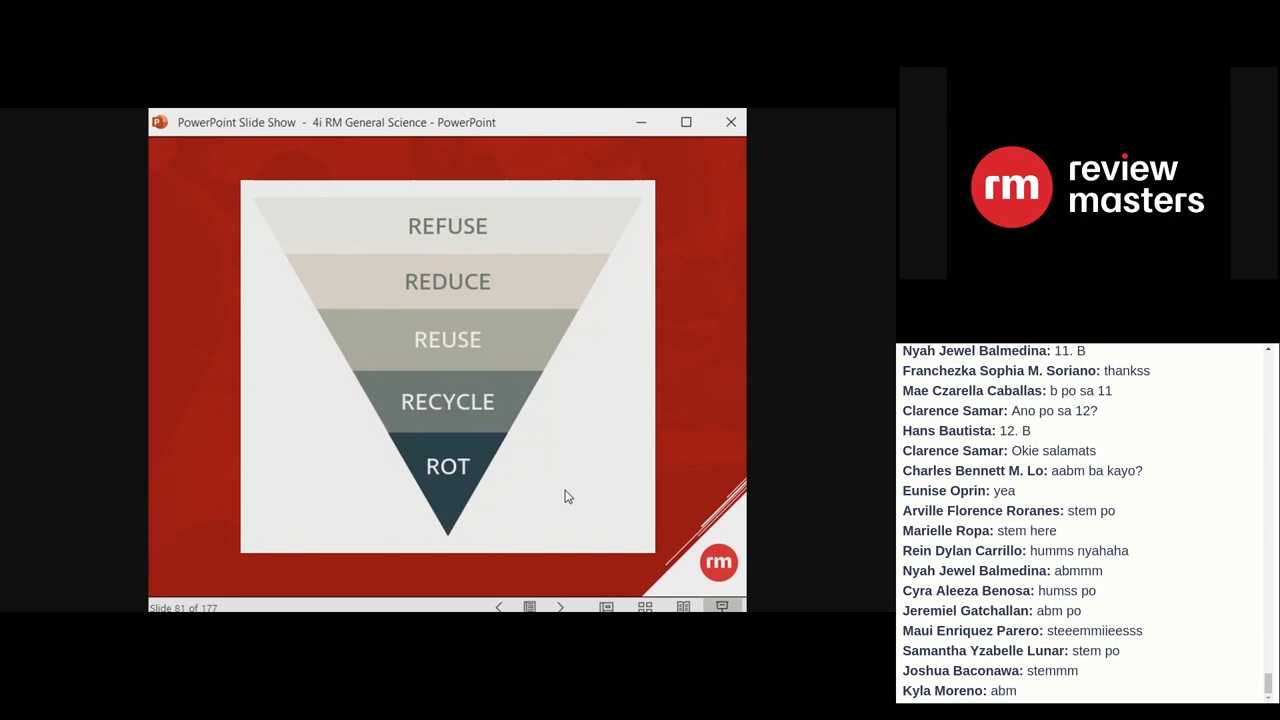 PowerPoint Slide Show - 4i RM General Science - PowerPoint
REFUSE
REDUCE
REUSE
RECYCLE
ROT
rm
Slide 81 of 177
rm review
masters
Nyah Jewel Balmedina: 11. B
Franchezka Sophia M. Soriano: thankss
Mae Czarella Caballas: b po sa 11
Clarence Samar: Ano po sa 12?
Hans Bautista: 12. B
Clarence Samar: Okie salamats
Charles Bennett M. Lo: aabm ba kayo?
Eunise Oprin: yea
Arville Florence Roranes: stem po
Marielle Ropa: stem here
Rein Dylan Carrillo: humms nyahaha
Nyah Jewel Balmedina: abmmm
Cyra Aleeza Benosa: humss po
Jeremiel Gatchallan: abm po
Maui Enriquez Parero: steeemmiieesss
Samantha Yzabelle Lunar: stem po
Joshua Baconawa: stemmm
Kyla Moreno: abm